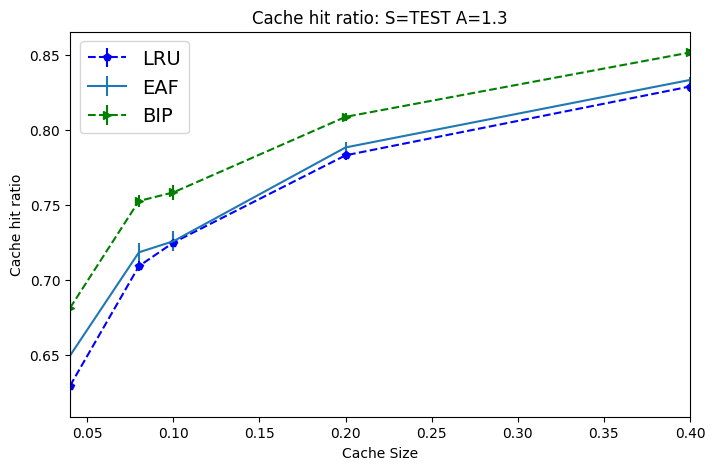 Cache hit ratio: S=TEST A=1.3
LRU
EAF
BIP
Cache hit ratio
0.85
0.80
0.75
0.70
0.65
0.05 0.10 0.15 0.20 0.25 0.30 0.35 0.40
Cache Size